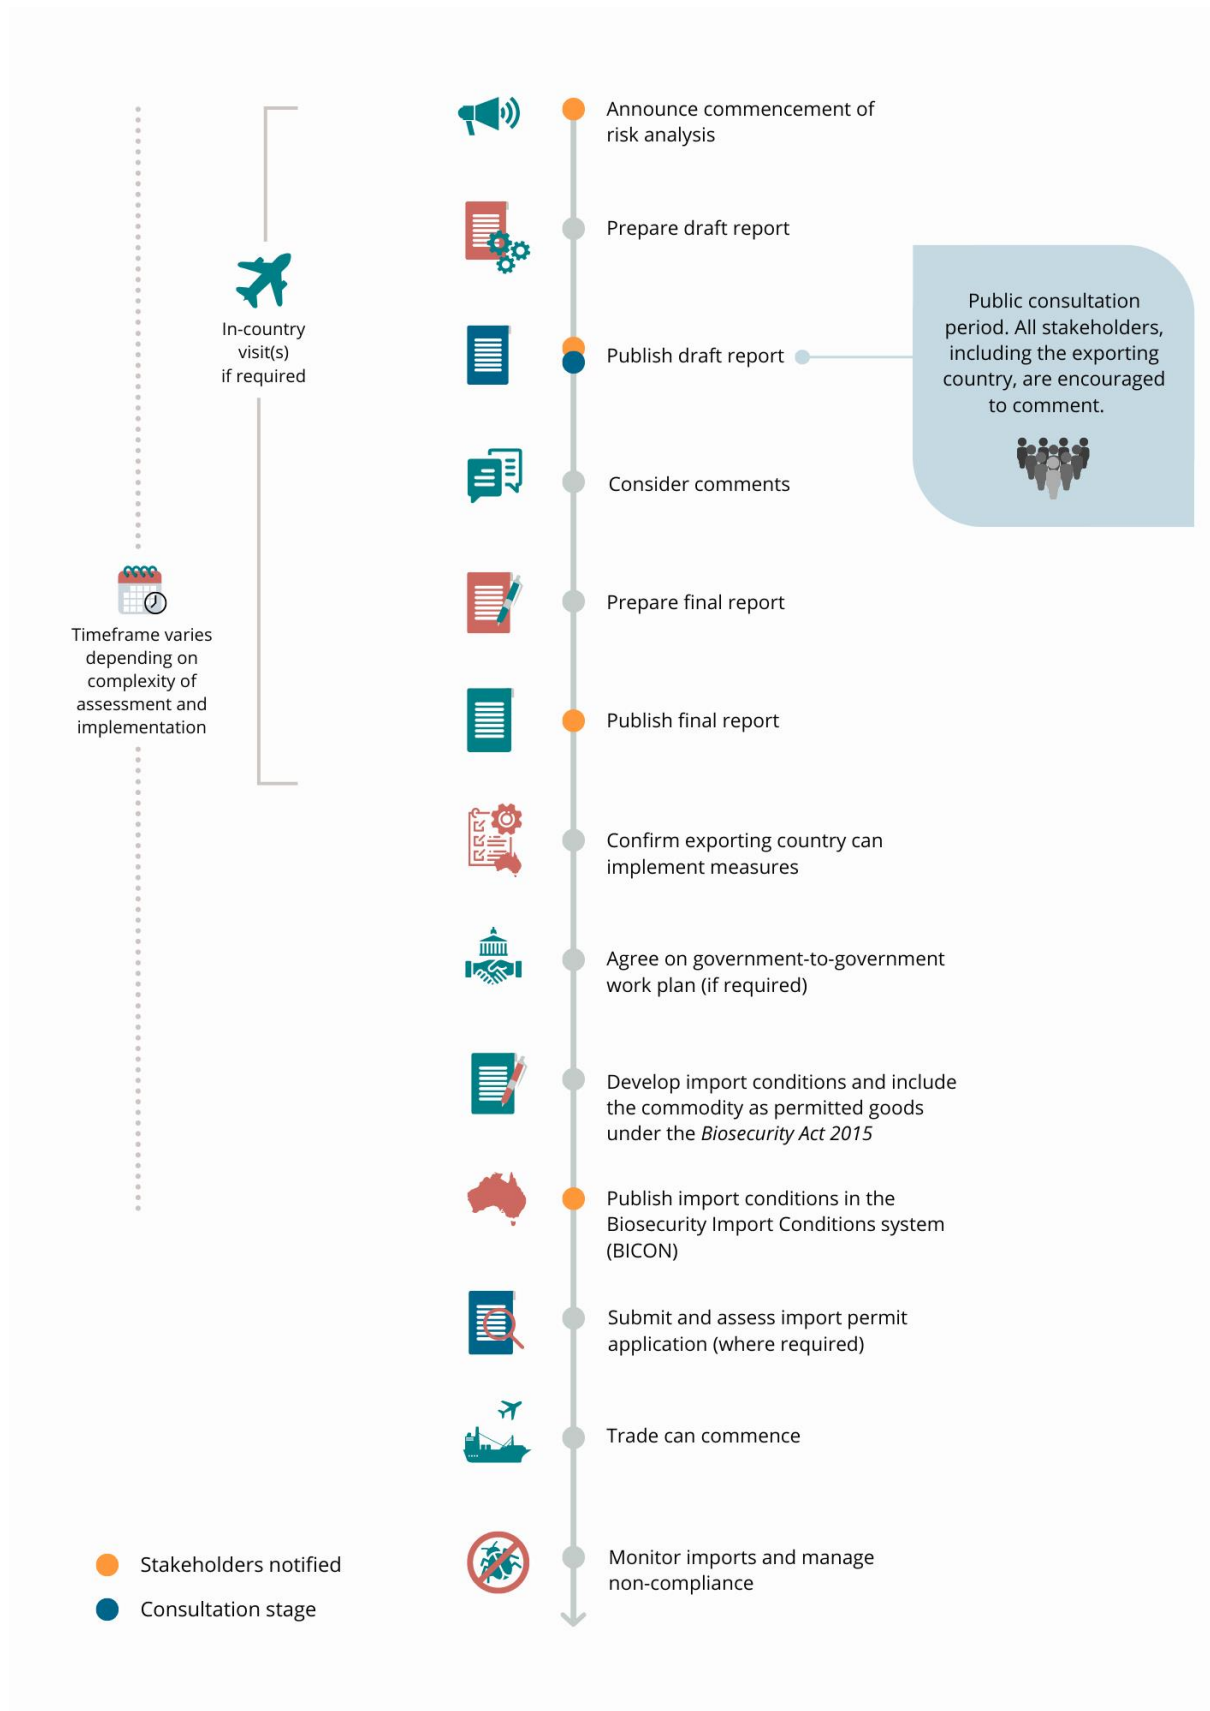 Announce commencement of
risk analysis
Prepare draft report
Publish draft report
Public consultation
period. All stakeholders,
including the exporting
country, are encouraged
to comment.
In-country
visit(s)
if required
Consider comments
Prepare final report
Timeframe varies
depending on
complexity of
assessment and
implementation
Publish final report
Confirm exporting country can
implement measures
Agree on government-to-government
work plan (if required)
Develop import conditions and include
the commodity as permitted goods
under the Biosecurity Act 2015
Publish import conditions in the
Biosecurity Import Conditions system
(BICON)
Submit and assess import permit
application (where required)
Trade can commence
Monitor imports and manage
non-compliance
Stakeholders notified
Consultation stage